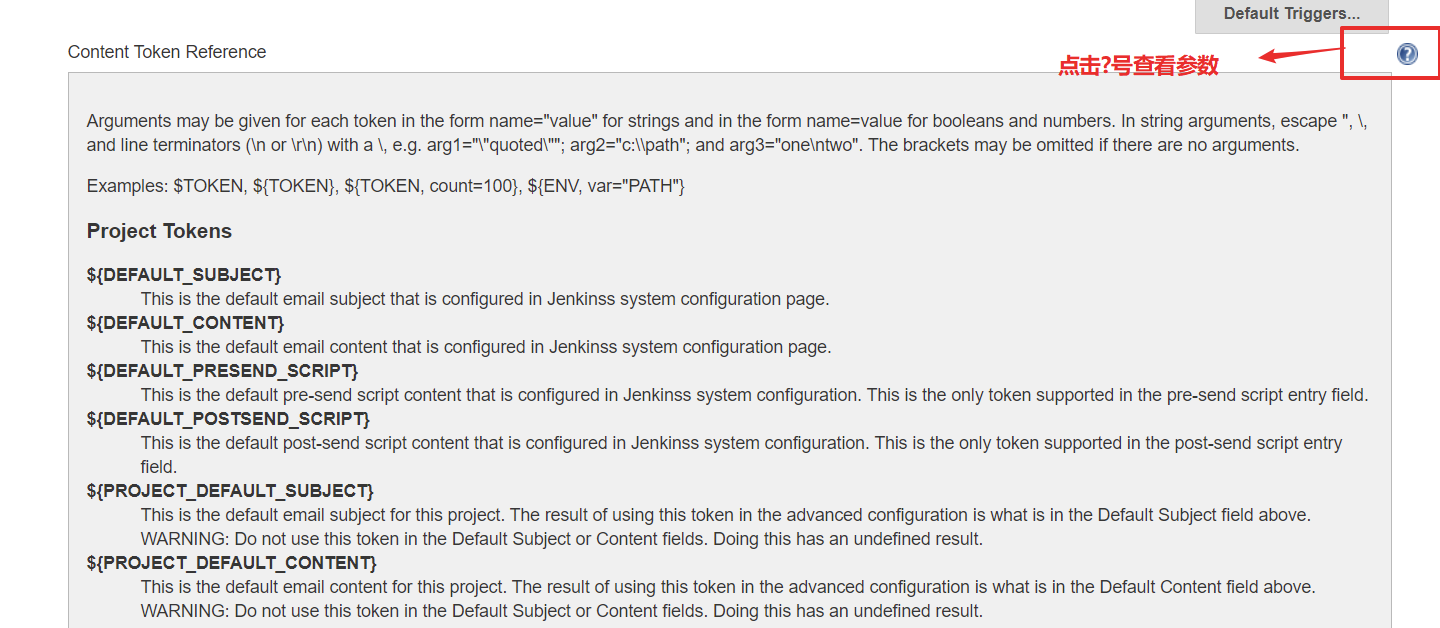 Default Triggers...
Content Token Reference
?
点击?号查看参数
Arguments may be given for each token in the form name="value" for strings and in the form name=value for booleans and numbers. In string arguments, escape ", \,
and line terminators (\n or \r\n) with a \, e.g. arg1="\"quoted\""; arg2="c:\\path"; and arg3="one\ntwo". The brackets may be omitted if there are no arguments.
Examples: $TOKEN, ${TOKEN}, ${TOKEN, count=100}, ${ENV, var="PATH"}
Project Tokens
${DEFAULT_SUBJECT}
This is the default email subject that is configured in Jenkinss system configuration page.
${DEFAULT_CONTENT}
This is the default email content that is configured in Jenkinss system configuration page.
${DEFAULT_PRESEND_SCRIPT}
This is the default pre-send script content that is configured in Jenkinss system configuration. This is the only token supported in the pre-send script entry field.
${DEFAULT_POSTSEND_SCRIPT}
This is the default post-send script content that is configured in Jenkinss system configuration. This is the only token supported in the post-send script entry
field.
${PROJECT_DEFAULT_SUBJECT}
This is the default email subject for this project. The result of using this token in the advanced configuration is what is in the Default Subject field above.
WARNING: Do not use this token in the Default Subject or Content fields. Doing this has an undefined result.
${PROJECT_DEFAULT_CONTENT}
This is the default email content for this project. The result of using this token in the advanced configuration is what is in the Default Content field above.
WARNING: Do not use this token in the Default Subject or Content fields. Doing this has an undefined result.